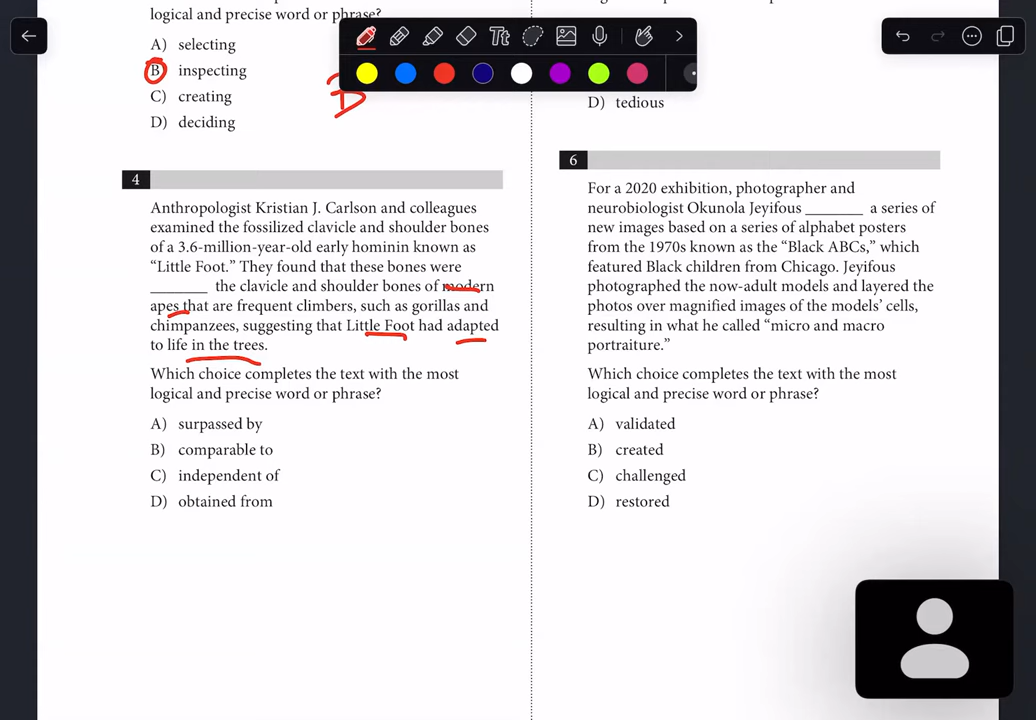 logical and precise word or phrase?
A) selecting
B) inspecting
C) creating
D) deciding
B
4
Anthropologist Kristian J. Carlson and colleagues
examined the fossilized clavicle and shoulder bones
of a 3.6-million-year-old early hominin known as
“Little Foot.” They found that these bones were
_______ the clavicle and shoulder bones of modern
apes that are frequent climbers, such as gorillas and
chimpanzees, suggesting that Little Foot had adapted
to life in the trees.
Which choice completes the text with the most
logical and precise word or phrase?
A) surpassed by
B) comparable to
C) independent of
D) obtained from
Tt
D) tedious
6
For a 2020 exhibition, photographer and
neurobiologist Okunola Jeyifous _______ a series of
new images based on a series of alphabet posters
from the 1970s known as the “Black ABCs,” which
featured Black children from Chicago. Jeyifous
photographed the now-adult models and layered the
photos over magnified images of the models’ cells,
resulting in what he called “micro and macro
portraiture.”
Which choice completes the text with the most
logical and precise word or phrase?
A) validated
B) created
C) challenged
D) restored